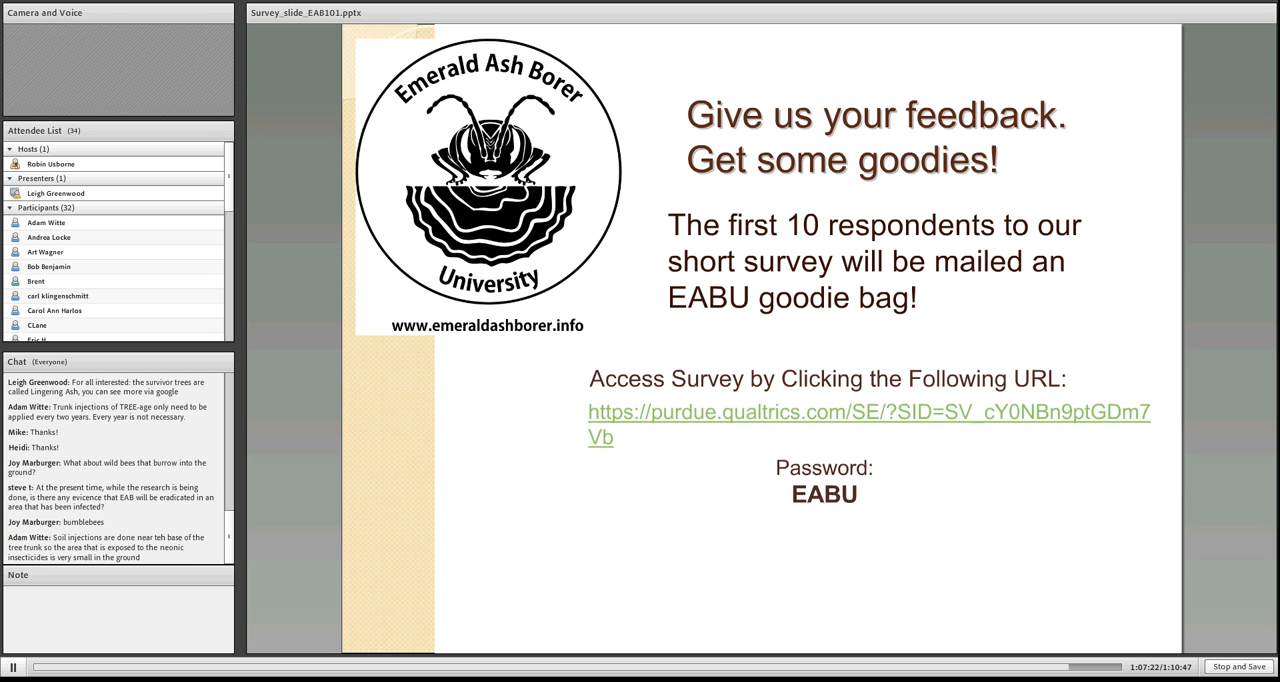 Camera and Voice
Attendee List (34)
Hosts (1)
Robin Usborne
Presenters (1)
Leigh Greenwood
Participants (32)
Adam Witte
Andrea Locke
Art Wagner
Bob Benjamin
Brent
carl klingenschmitt
Carol Ann Harlos
CLane
Eric H
Chat (Everyone)
Leigh Greenwood: For all interested: the survivor trees are
called Lingering Ash, you can see more via google
Adam Witte: Trunk injections of TREE-age only need to be
applied every two years. Every year is not necessary.
Mike: Thanks!
Heidi: Thanks!
Joy Marburger: What about wild bees that burrow into the
ground?
steve t: At the present time, while the research is being
done, is there any evicence that EAB will be eradicated in an
area that has been infected?
Joy Marburger: bumblebees
Adam Witte: Soil injections are done near teh base of the
tree trunk so the area that is exposed to the neonic
insecticides is very small in the ground
Note
Survey_slide_EAB101.pptx
Emerald Ash Borer
University
www.emeraldashborer.info
Give us your feedback.
Get some goodies!
The first 10 respondents to our
short survey will be mailed an
EABU goodie bag!
Access Survey by Clicking the Following URL:
https://purdue.qualtrics.com/SE/?SID=SV_cY0NBn9ptGDm7
Vb
Password:
EABU
1:07:22/1:10:47
Stop and Save